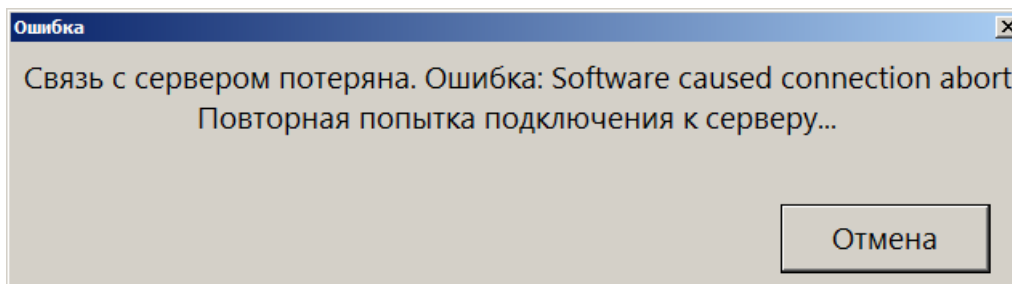 Ошибка
Связь с сервером потеряна. Ошибка: Software caused connection abort
Повторная попытка подключения к серверу...
Отмена